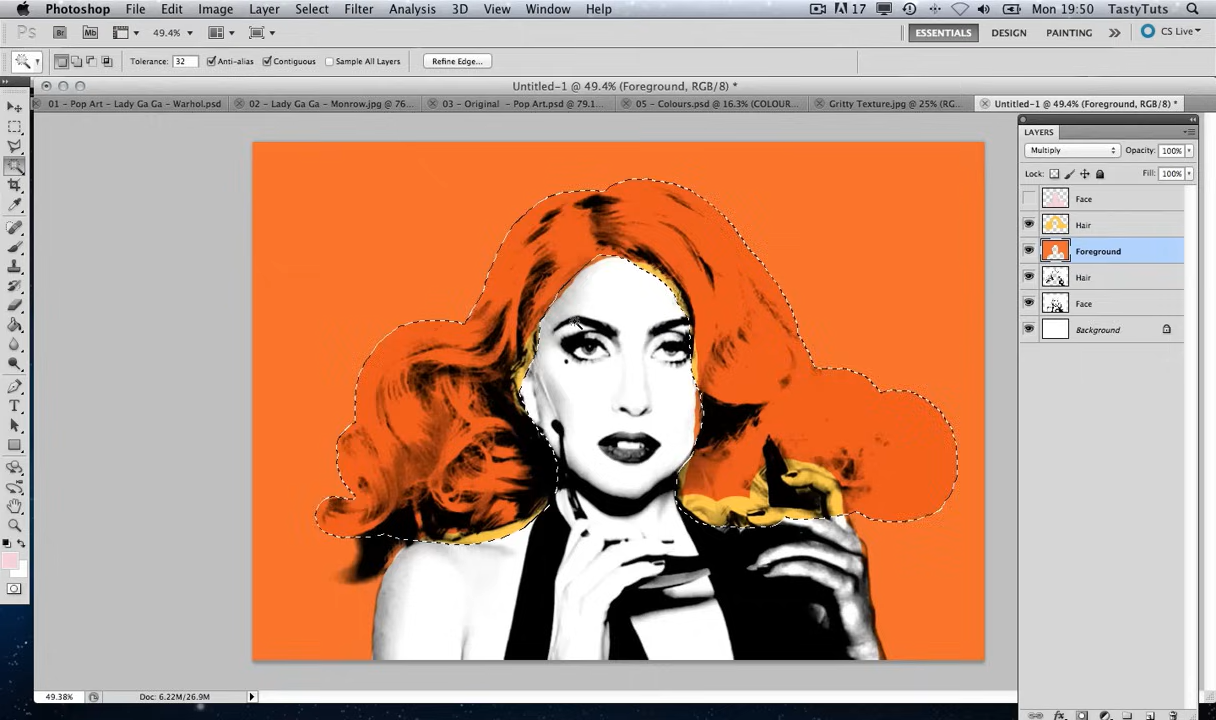 Photoshop File Edit Image Layer Select Filter Analysis 3D View Window Help 17 Mon 19:50 TastyTuts
Ps Br Mb 49.4% ESSENTIALS DESIGN PAINTING CS Live
Tolerance: 32 Anti-alias Contiguous Sample All Layers Refine Edge...
Untitled-1 @ 49.4% (Foreground, RGB/8) *
01 - Pop Art - Lady Ga Ga - Warhol.psd 02 - Lady Ga Ga - Monrow.jpg @ 76... 03 - Original - Pop Art.psd @ 79.1... 05 - Colours.psd @ 16.3% (COLOUR... Gritty Texture.jpg @ 25% (RG... Untitled-1 @ 49.4% (Foreground, RGB/8) *
LAYERS
Multiply Opacity: 100%
Lock: Fill: 100%
Face
Hair
Foreground
Hair
Face
Background
49.38% Doc: 6.22M/26.9M